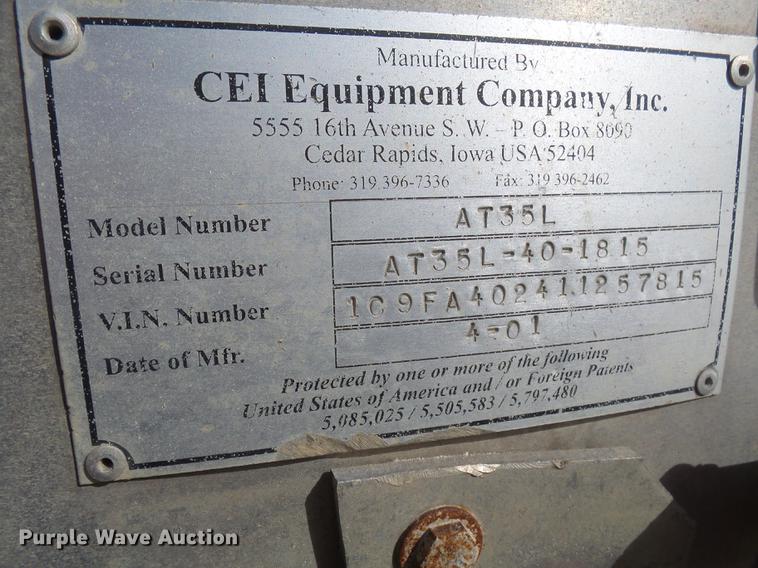 Manufactured By
CEI Equipment Company, Inc.
5555 16th Avenue S. W. – P. O. Box 8090
Cedar Rapids, Iowa USA 52404
Phone: 319 396-7336 Fax: 319 396-2462
Model Number AT35L
Serial Number AT35L-40-1815
V.I.N. Number 1C9FA402411257815
Date of Mfr. 4-01
Protected by one or more of the following
United States of America and / or Foreign Patents
5,085,025 / 5,505,583 / 5,797,480
Purple Wave Auction